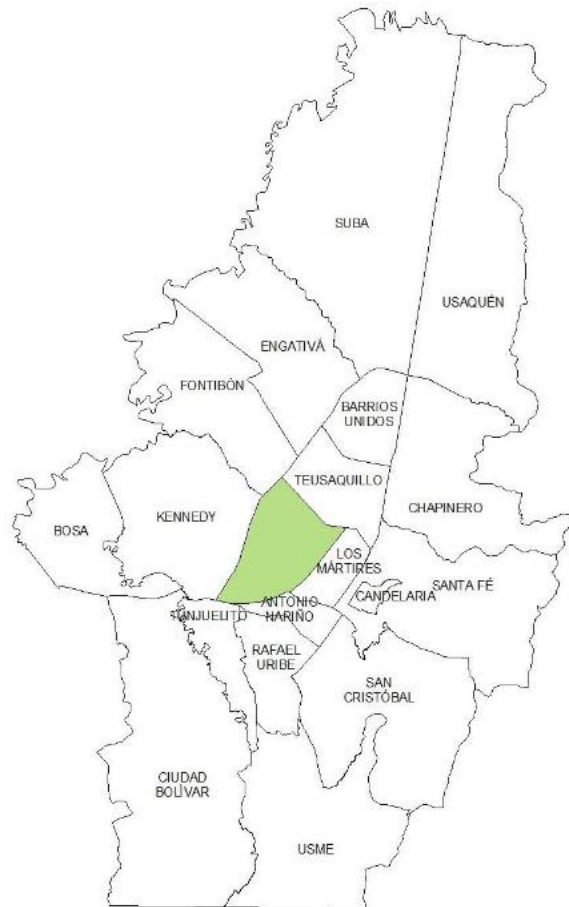 SUBA
USAQUÉN
ENGATIVÁ
FONTIBÓN
BARRIOS
UNIDOS
TEUSAQUILLO
CHAPINERO
KENNEDY
BOSA
LOS
MÁRTIRES
SANTA FÉ
CANDELARIA
ANTONIO
NARIÑO
UNJUELITO
RAFAEL
URIBE
SAN
CRISTÓBAL
CIUDAD
BOLÍVAR
USME